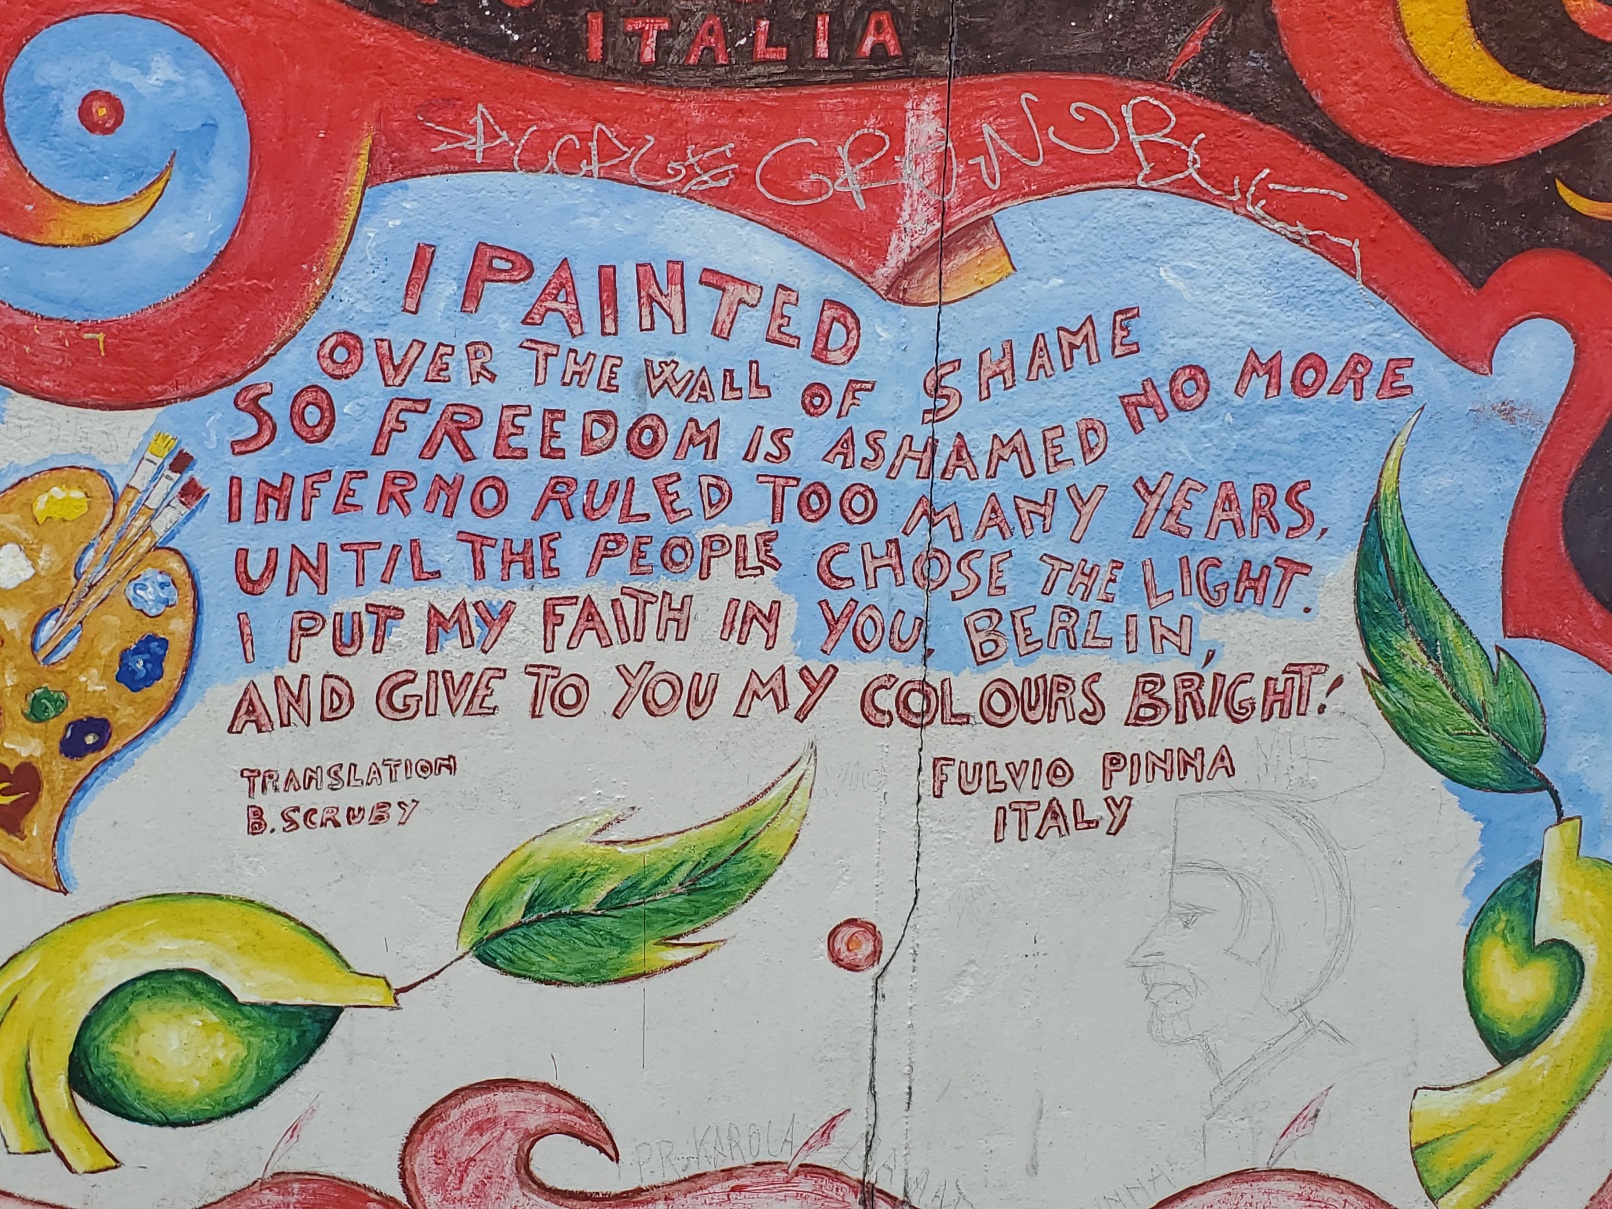 ITALIA
I PAINTED
OVER THE WALL OF SHAME
SO FREEDOM IS ASHAMED NO MORE
INFERNO RULED TOO MANY YEARS,
UNTIL THE PEOPLE CHOSE THE LIGHT.
I PUT MY FAITH IN YOU, BERLIN,
AND GIVE TO YOU MY COLOURS BRIGHT!
TRANSLATION
B. SCRUBY
FULVIO PINNA
ITALY
KAROLA